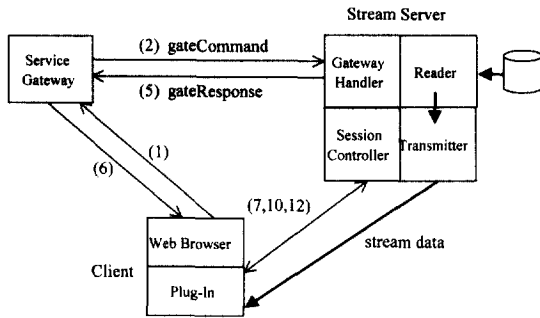 Stream Server
Service
Gateway
(2) gateCommand
(5) gateResponse
Gateway
Handler
Reader
Session
Controller
Transmitter
(1)
(6)
(7,10,12)
stream data
Client
Web Browser
Plug-In